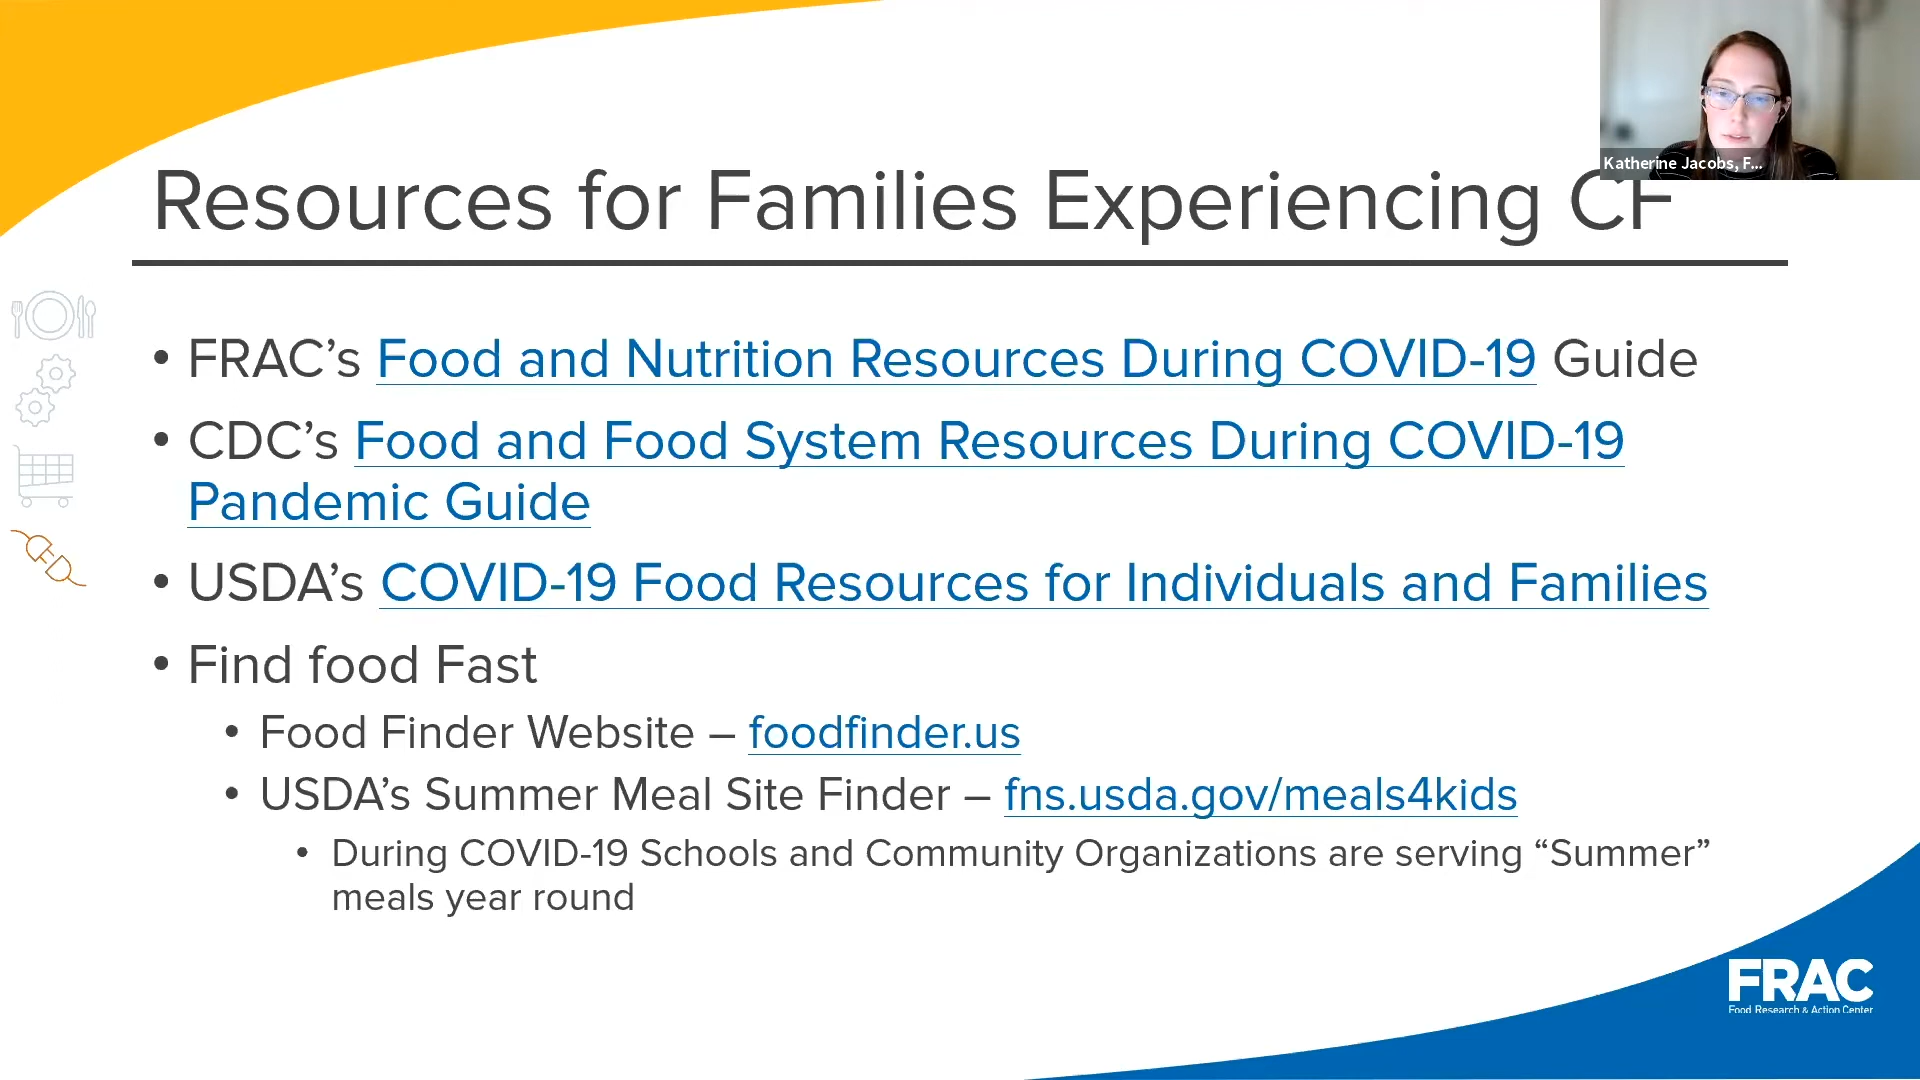 Katherine Jacobs, F...
Resources for Families Experiencing CF
• FRAC’s Food and Nutrition Resources During COVID-19 Guide
• CDC’s Food and Food System Resources During COVID-19
Pandemic Guide
• USDA’s COVID-19 Food Resources for Individuals and Families
• Find food Fast
• Food Finder Website – foodfinder.us
• USDA’s Summer Meal Site Finder – fns.usda.gov/meals4kids
• During COVID-19 Schools and Community Organizations are serving “Summer”
meals year round
FRAC
Food Research & Action Center